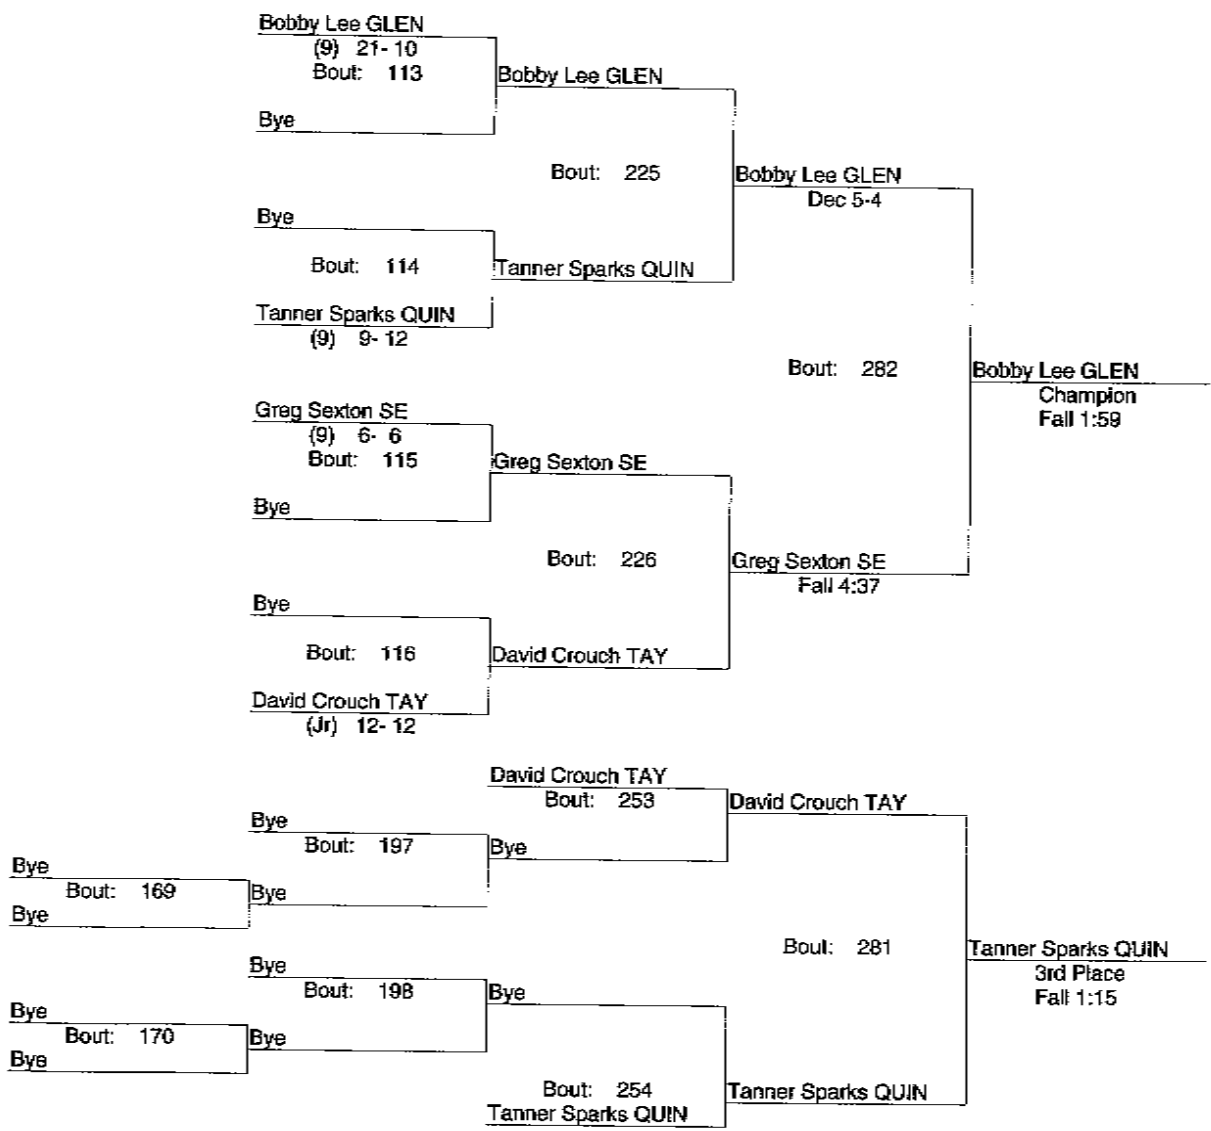 Bobby Lee GLEN
(9) 21- 10
Bout: 113
Bobby Lee GLEN
Bye
Bout: 225
Bobby Lee GLEN
Dec 5-4
Bye
Bout: 114
Tanner Sparks QUIN
Tanner Sparks QUIN
(9) 9- 12
Bout: 282
Bobby Lee GLEN
Champion
Fall 1:59
Greg Sexton SE
(9) 6- 6
Bout: 115
Greg Sexton SE
Bye
Bout: 226
Greg Sexton SE
Fall 4:37
Bye
Bout: 116
David Crouch TAY
David Crouch TAY
(Jr) 12- 12
David Crouch TAY
Bout: 253
David Crouch TAY
Bye
Bout: 197
Bye
Bye
Bout: 169
Bye
Bye
Bout: 281
Tanner Sparks QUIN
3rd Place
Fall 1:15
Bye
Bout: 198
Bye
Bye
Bout: 170
Bye
Bye
Bout: 254
Tanner Sparks QUIN
Tanner Sparks QUIN